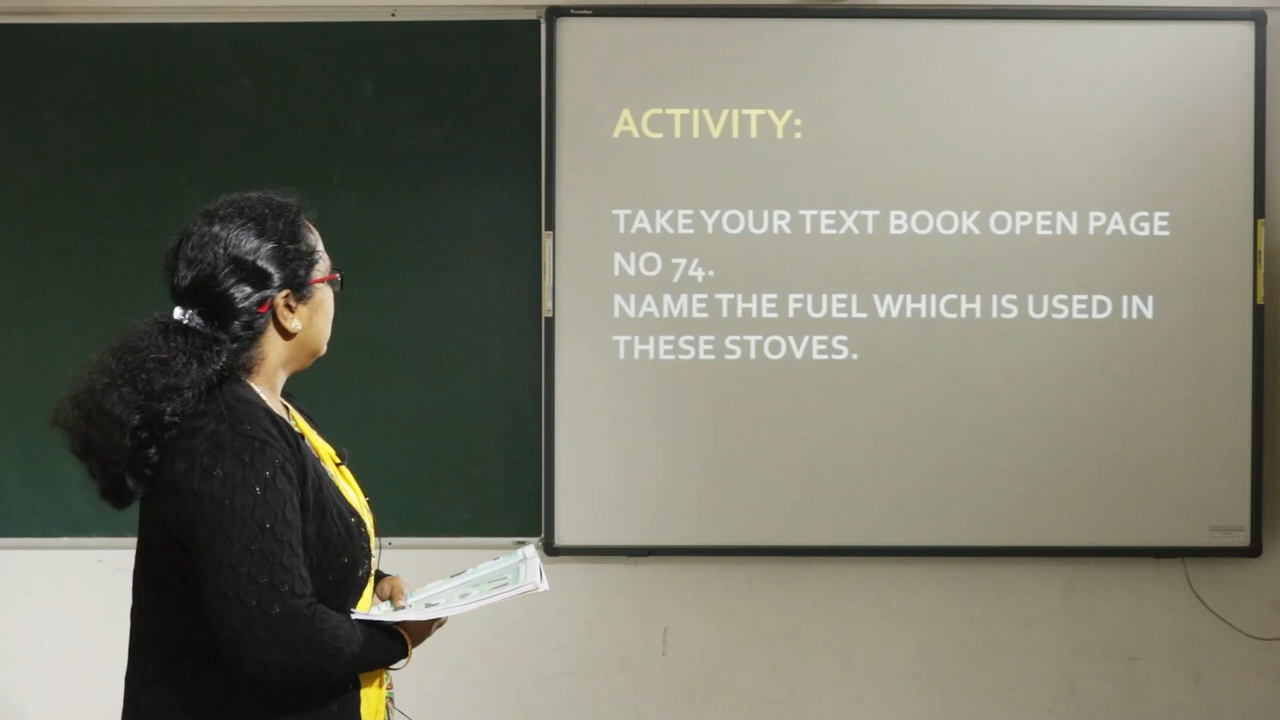 ACTIVITY:
TAKE YOUR TEXT BOOK OPEN PAGE
NO 74.
NAME THE FUEL WHICH IS USED IN
THESE STOVES.